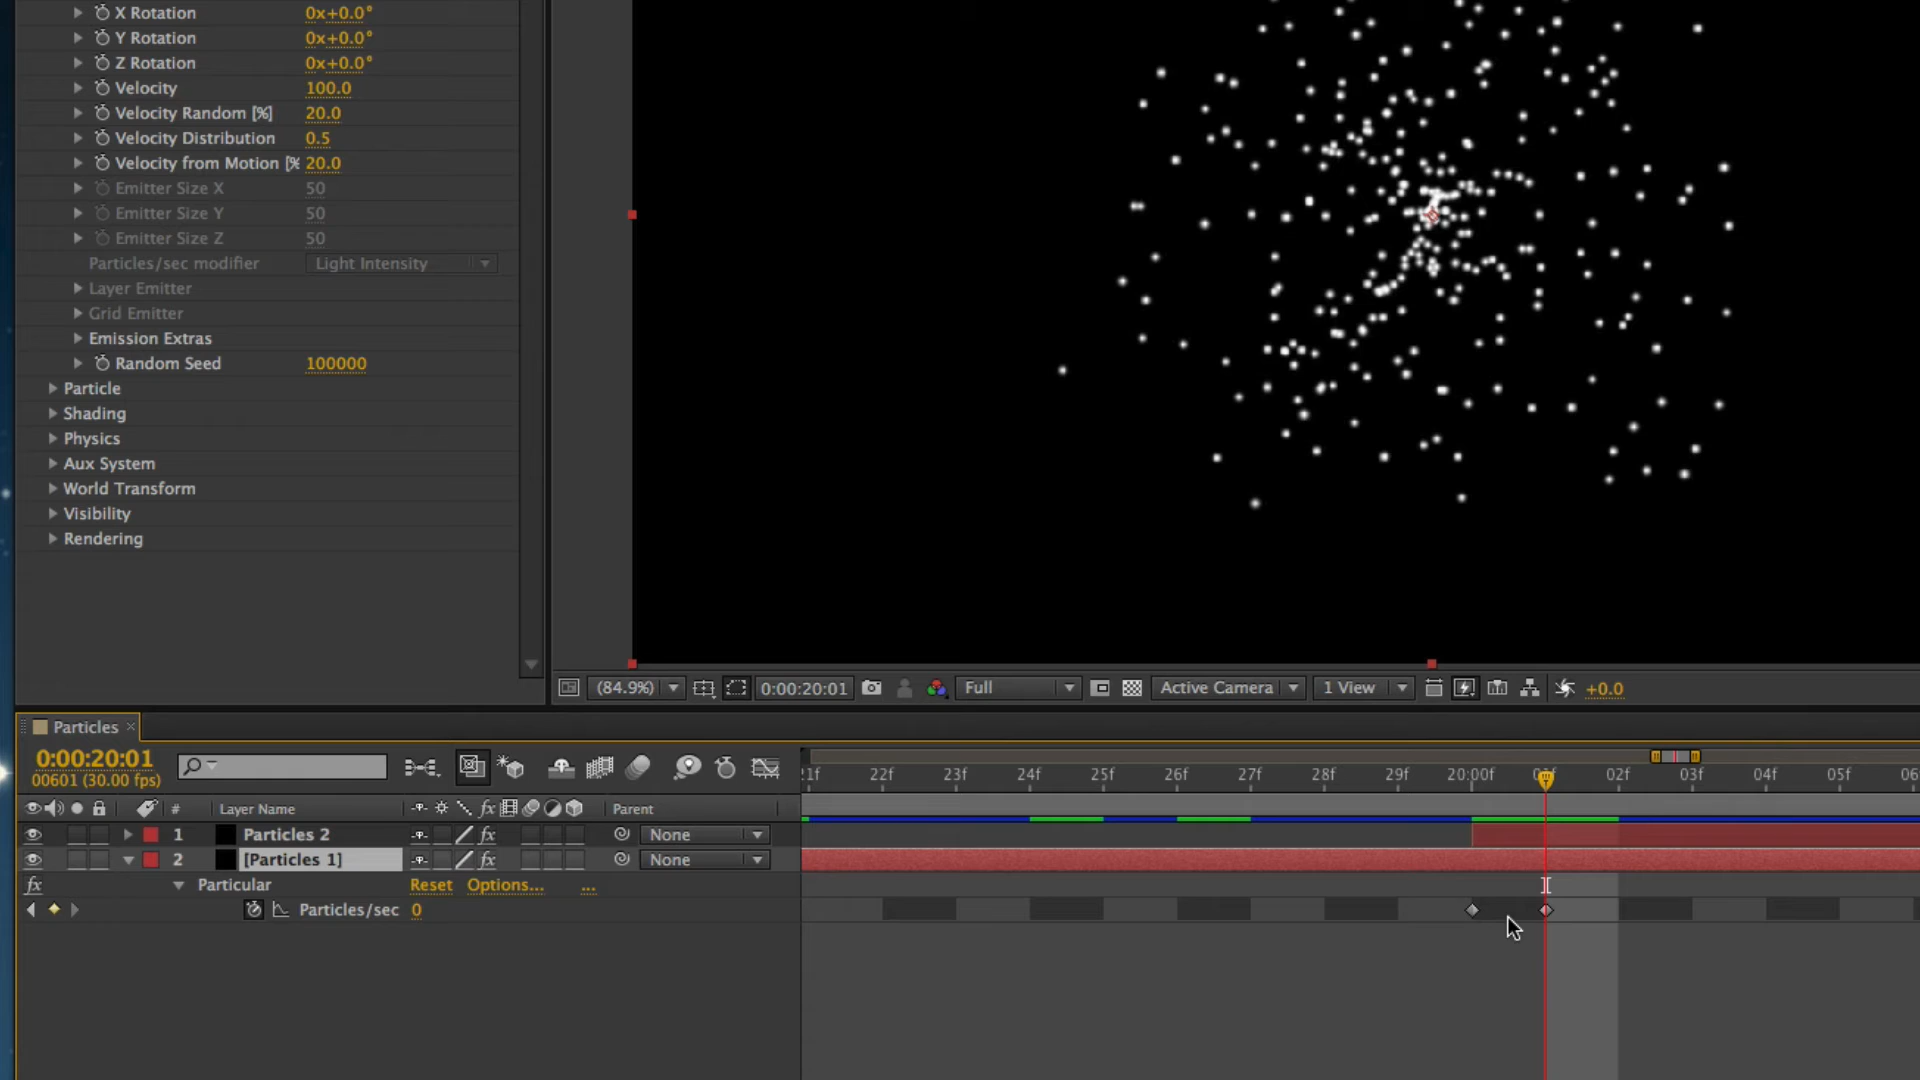 X Rotation 0x+0.0°
Y Rotation 0x+0.0°
Z Rotation 0x+0.0°
Velocity 100.0
Velocity Random [%] 20.0
Velocity Distribution 0.5
Velocity from Motion [% 20.0
Emitter Size X 50
Emitter Size Y 50
Emitter Size Z 50
Particles/sec modifier Light Intensity
Layer Emitter
Grid Emitter
Emission Extras
Random Seed 100000
Particle
Shading
Physics
Aux System
World Transform
Visibility
Rendering
(84.9%) 0:00:20:01 Full Active Camera 1 View +0.0
Particles
0:00:20:01
00601 (30.00 fps)
22f 23f 24f 25f 26f 27f 28f 29f 20:00f 02f 03f 04f 05f
# Layer Name fx Parent
1 Particles 2 fx None
2 [Particles 1] fx None
fx Particular Reset Options... ...
Particles/sec 0